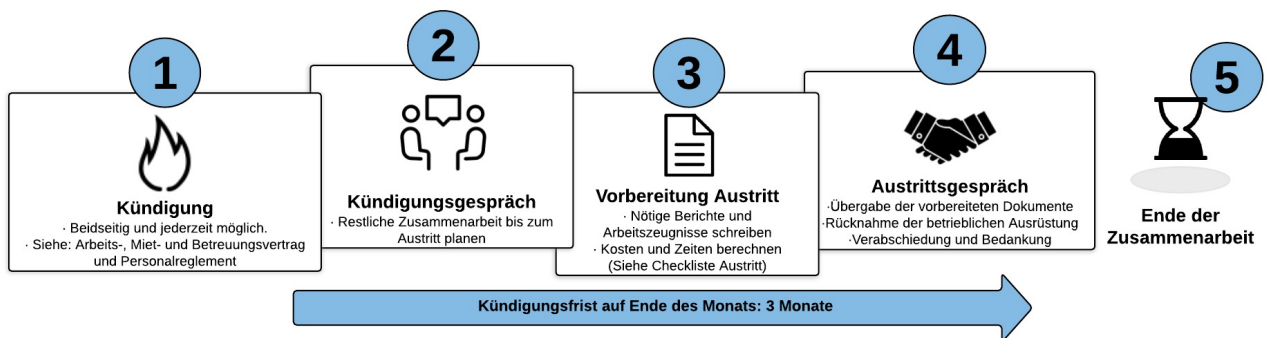 1
Kündigung
· Beidseitig und jederzeit möglich.
· Siehe: Arbeits-, Miet- und Betreuungsvertrag
und Personalreglement
2
Kündigungsgespräch
· Restliche Zusammenarbeit bis zum
Austritt planen
3
Vorbereitung Austritt
· Nötige Berichte und
Arbeitszeugnisse schreiben
· Kosten und Zeiten berechnen
(Siehe Checkliste Austritt)
4
Austrittsgespräch
·Übergabe der vorbereiteten Dokumente
·Rücknahme der betrieblichen Ausrüstung
·Verabschiedung und Bedankung
5
Ende der
Zusammenarbeit
Kündigungsfrist auf Ende des Monats: 3 Monate